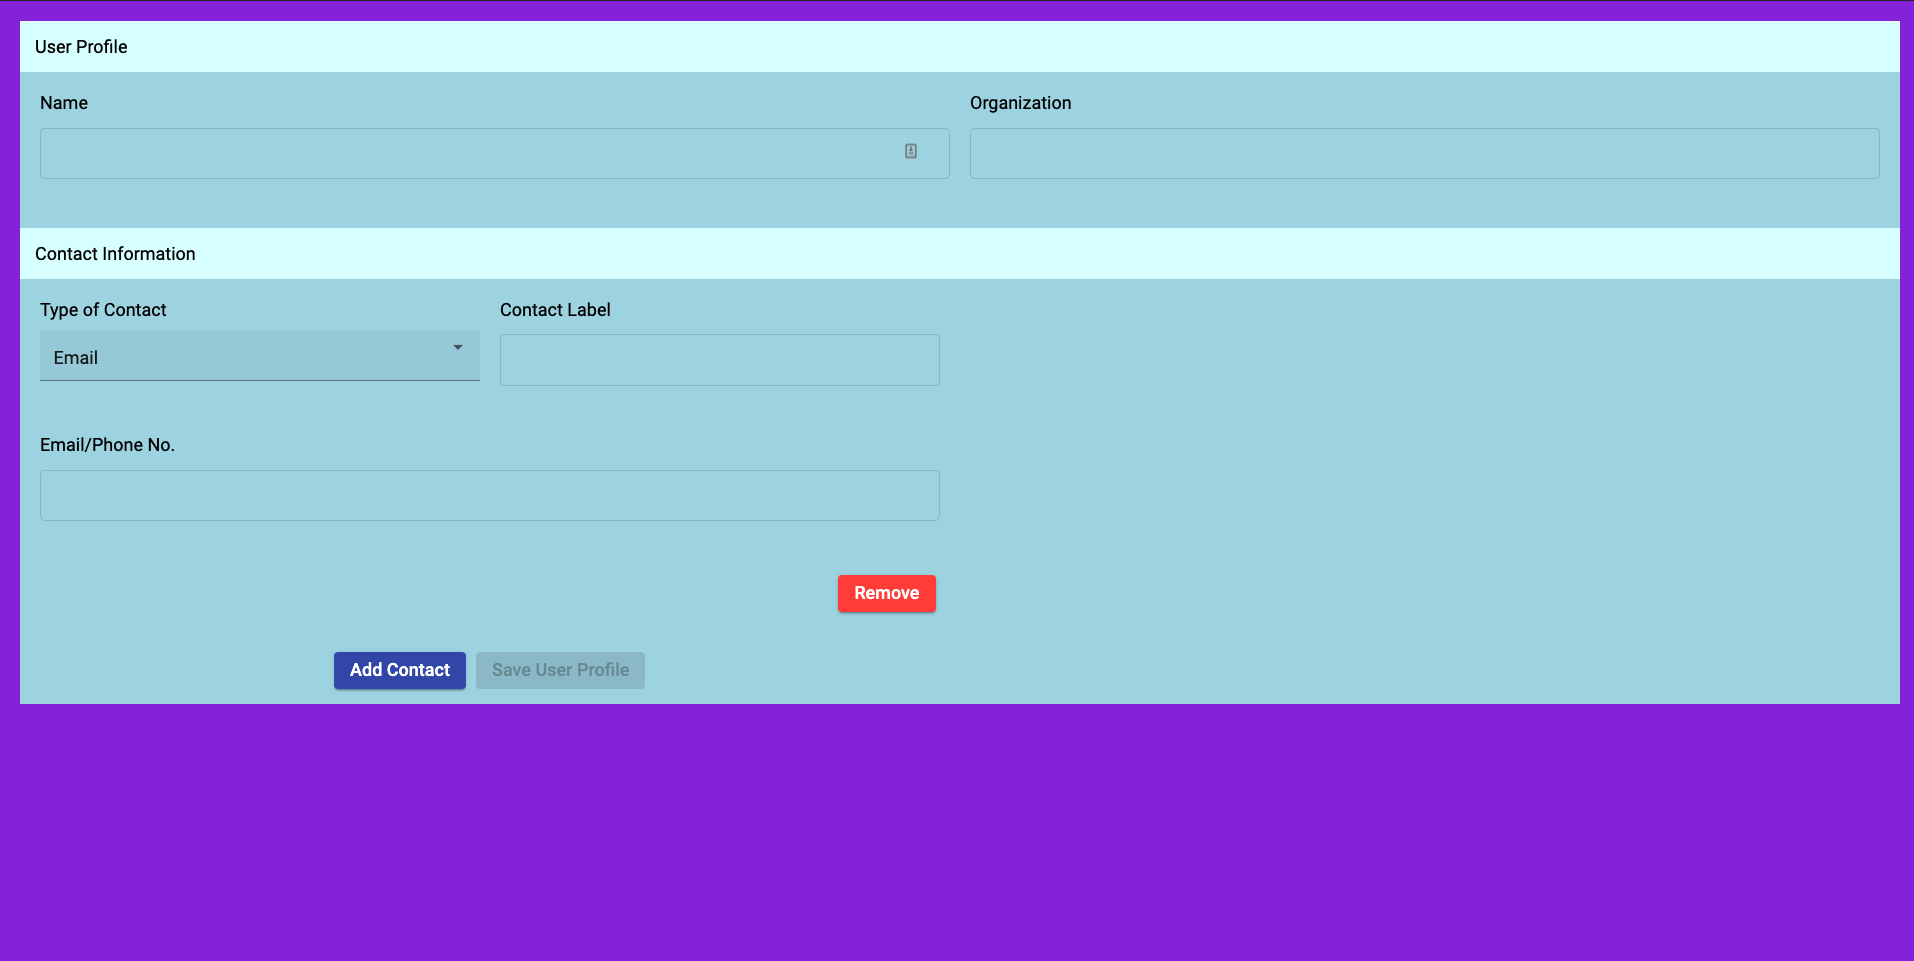 User Profile
Name
Organization
Contact Information
Type of Contact
Contact Label
Email
Email/Phone No.
Remove
Add Contact
Save User Profile